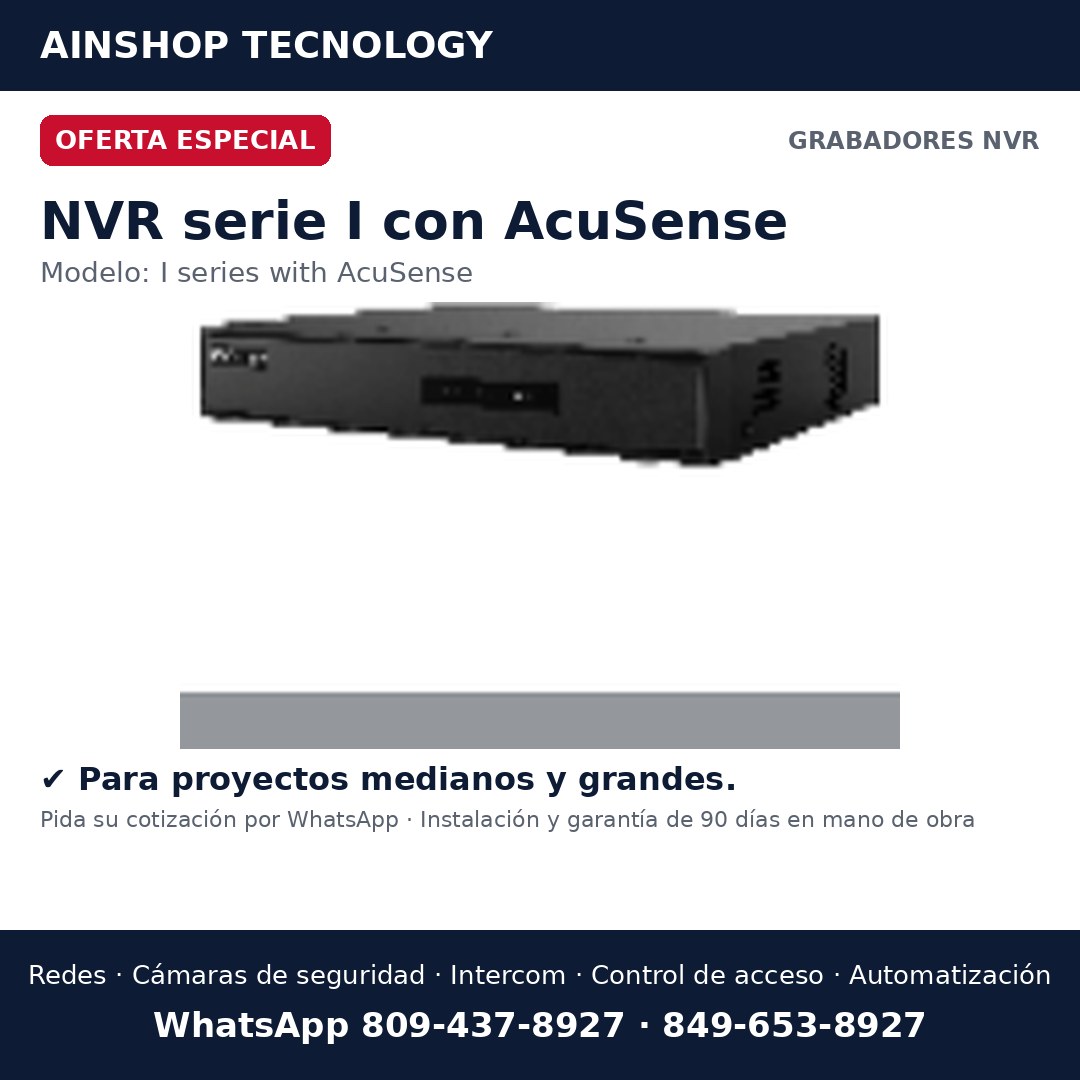 AINSHOP TECNOLOGY
OFERTA ESPECIAL
GRABADORES NVR
NVR serie I con AcuSense
Modelo: I series with AcuSense
✔ Para proyectos medianos y grandes.
Pida su cotización por WhatsApp · Instalación y garantía de 90 días en mano de obra
Redes · Cámaras de seguridad · Intercom · Control de acceso · Automatización
WhatsApp 809-437-8927 · 849-653-8927